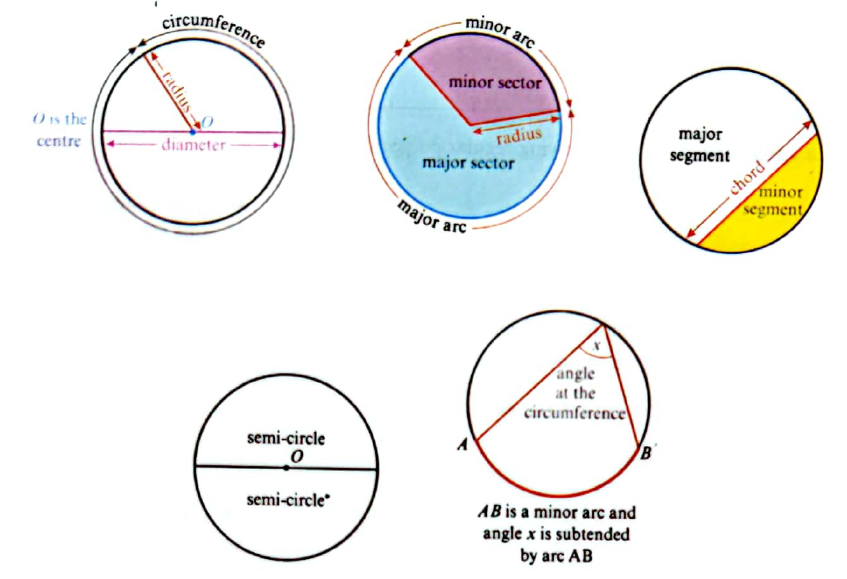 circumference
radius
O
O is the
centre
diameter
minor arc
minor sector
radius
major sector
major arc
major
segment
chord
minor
segment
semi-circle
O
semi-circle
x
angle
at the
circumference
A
B
AB is a minor arc and
angle x is subtended
by arc AB